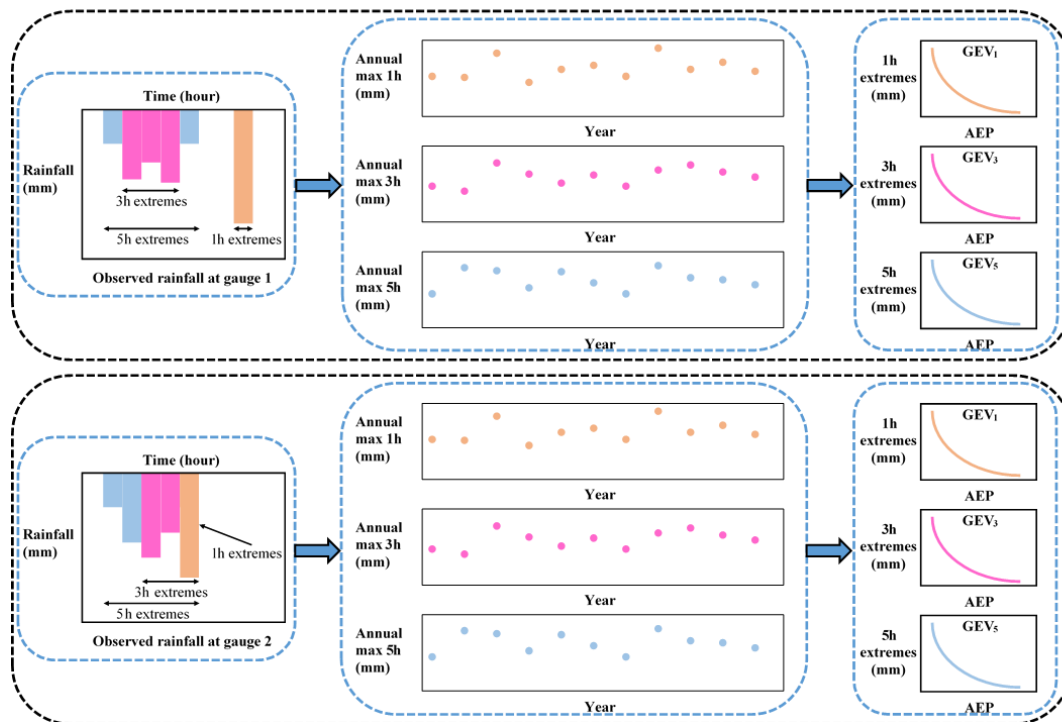 Time (hour)
Rainfall
(mm)
3h extremes
5h extremes
1h extremes
Observed rainfall at gauge 1
Annual
max 1h
(mm)
Year
Annual
max 3h
(mm)
Year
Annual
max 5h
(mm)
Year
1h
extremes
(mm)
GEV₁
AEP
3h
extremes
(mm)
GEV₃
AEP
5h
extremes
(mm)
GEV₅
AEP
Time (hour)
Rainfall
(mm)
1h extremes
3h extremes
5h extremes
Observed rainfall at gauge 2
Annual
max 1h
(mm)
Year
Annual
max 3h
(mm)
Year
Annual
max 5h
(mm)
Year
1h
extremes
(mm)
GEV₁
AEP
3h
extremes
(mm)
GEV₃
AEP
5h
extremes
(mm)
GEV₅
AEP